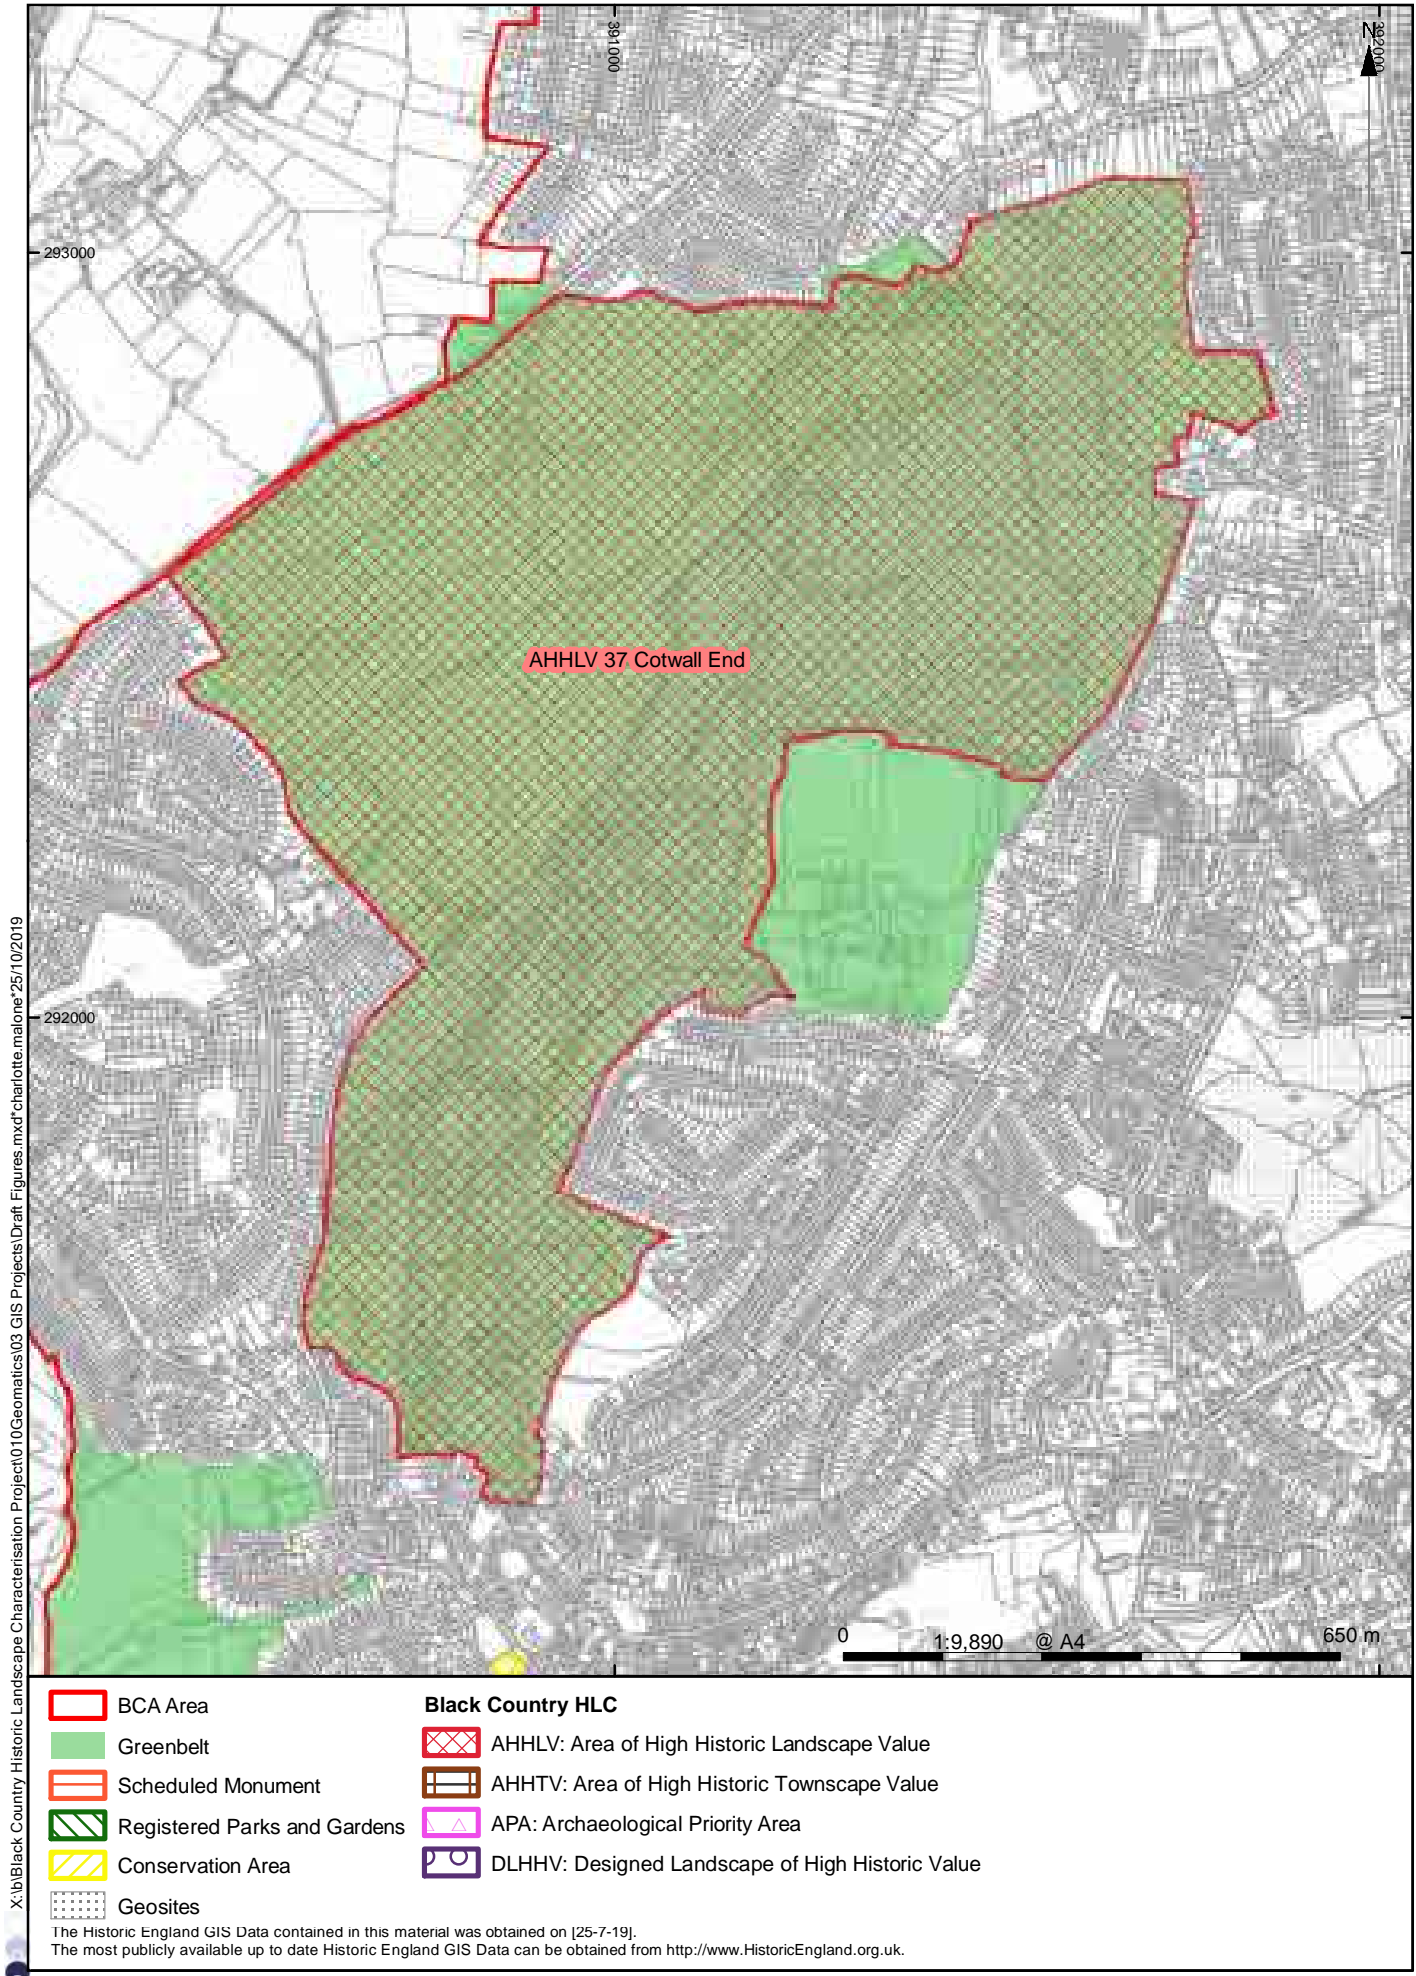 391000
392000
N
293000
AHHLV 37 Cotwall End
292000
0 1:9,890 @ A4 650 m
X:\b\Black Country Historic Landscape Characterisation Project\010Geomatics\03 GIS Projects\Draft Figures.mxd*charlotte.malone*25/10/2019
BCA Area
Greenbelt
Scheduled Monument
Registered Parks and Gardens
Conservation Area
Geosites
Black Country HLC
AHHLV: Area of High Historic Landscape Value
AHHTV: Area of High Historic Townscape Value
APA: Archaeological Priority Area
DLHHV: Designed Landscape of High Historic Value
The Historic England GIS Data contained in this material was obtained on [25-7-19].
The most publicly available up to date Historic England GIS Data can be obtained from http://www.HistoricEngland.org.uk.